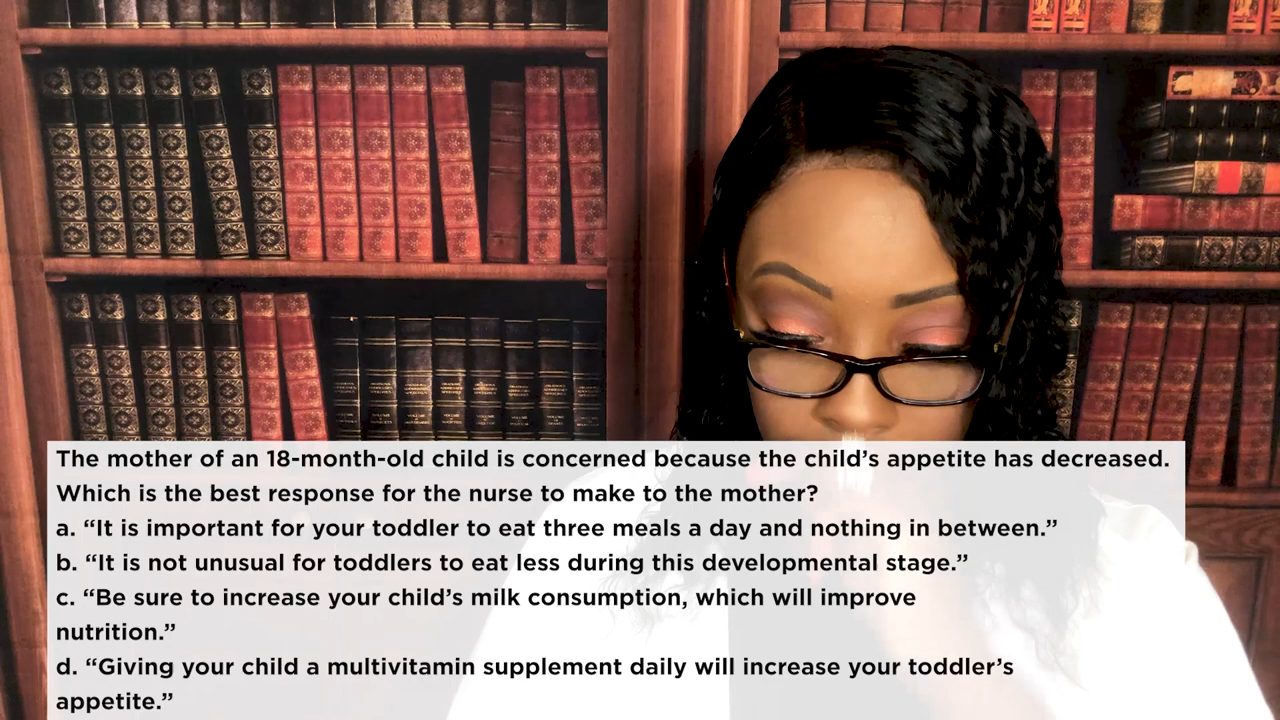 The mother of an 18-month-old child is concerned because the child’s appetite has decreased.
Which is the best response for the nurse to make to the mother?
a. “It is important for your toddler to eat three meals a day and nothing in between.”
b. “It is not unusual for toddlers to eat less during this developmental stage.”
c. “Be sure to increase your child’s milk consumption, which will improve
nutrition.”
d. “Giving your child a multivitamin supplement daily will increase your toddler’s
appetite.”